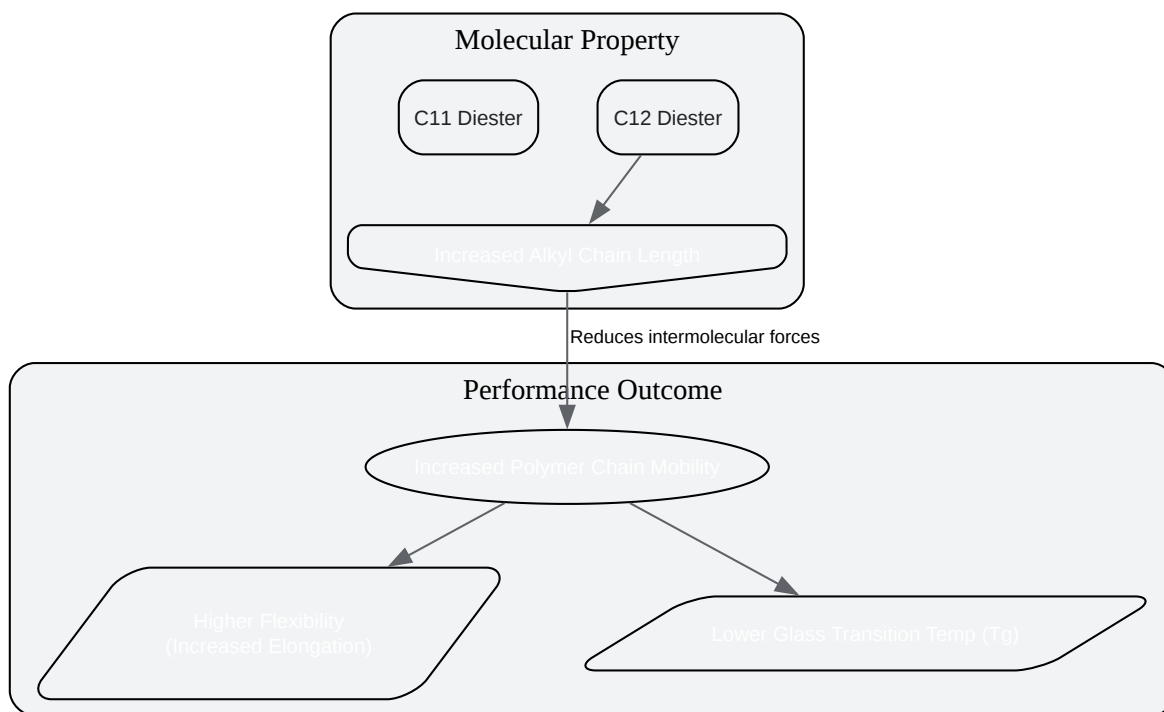 Molecular Property
C11 Diester
C12 Diester
Increased Alkyl Chain Length
Reduces intermolecular forces
Performance Outcome
Increased Polymer Chain Mobility
Higher Flexibility
(Increased Elongation)
Lower Glass Transition Temp (Tg)